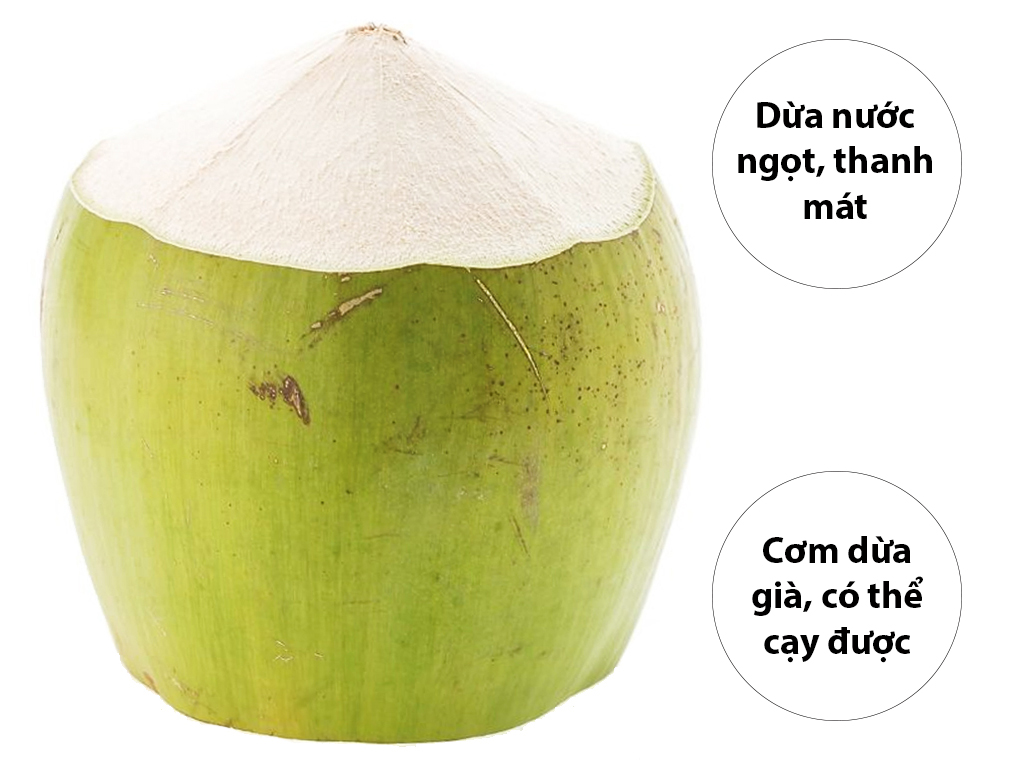 Dừa nước
ngọt, thanh
mát
Cơm dừa
già, có thể
cạy được